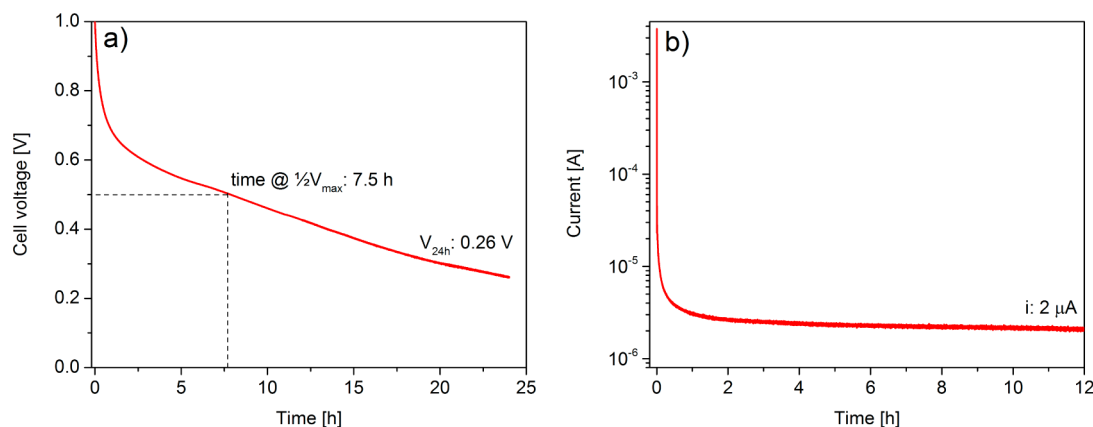 a)
1.0
0.8
0.6
0.4
0.2
0.0
Cell voltage [V]
time @ ½V_max: 7.5 h
V_24h: 0.26 V
0 5 10 15 20 25
Time [h]
b)
10^-3
10^-4
10^-5
10^-6
Current [A]
i: 2 μA
0 2 4 6 8 10 12
Time [h]